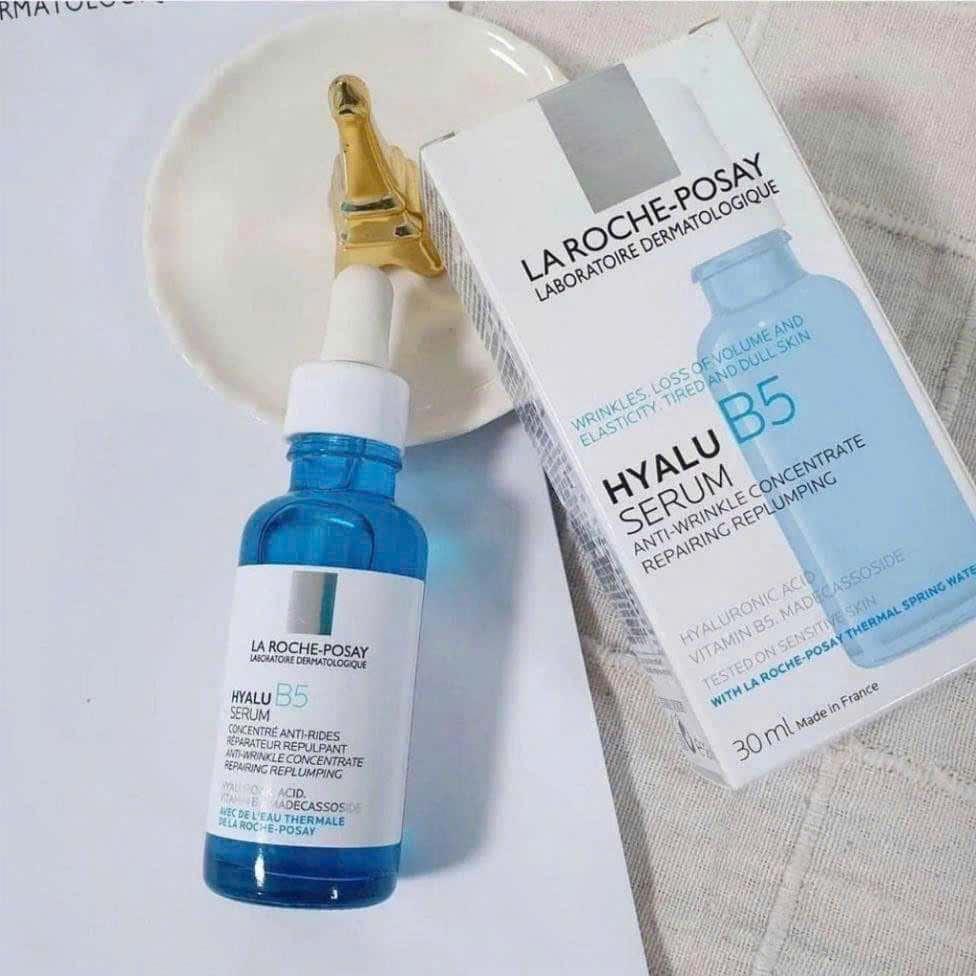 LA ROCHE-POSAY
LABORATOIRE DERMATOLOGIQUE
WRINKLES. LOSS OF VOLUME AND
ELASTICITY. TIRED AND DULL SKIN
HYALU B5
SERUM
ANTI-WRINKLE CONCENTRATE
REPAIRING REPLUMPING
HYALURONIC ACID
VITAMIN B5. MADECASSOSIDE
TESTED ON SENSITIVE SKIN
WITH LA ROCHE-POSAY THERMAL SPRING WATE
30 ml Made in France
LA ROCHE-POSAY
LABORATOIRE DERMATOLOGIQUE
HYALU B5
SERUM
CONCENTRÉ ANTI-RIDES
RÉPARATEUR REPULPANT
ANTI-WRINKLE CONCENTRATE
REPAIRING REPLUMPING
ACID.
MADECASSOSIDE
AVEC DE L'EAU THERMALE
DE LA ROCHE-POSAY